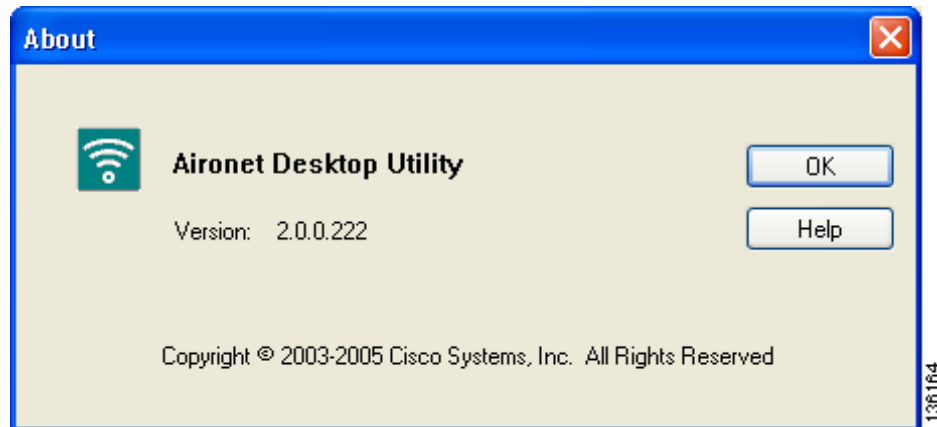 About
Aironet Desktop Utility
OK
Version: 2.0.0.222
Help
Copyright © 2003-2005 Cisco Systems, Inc. All Rights Reserved
136164